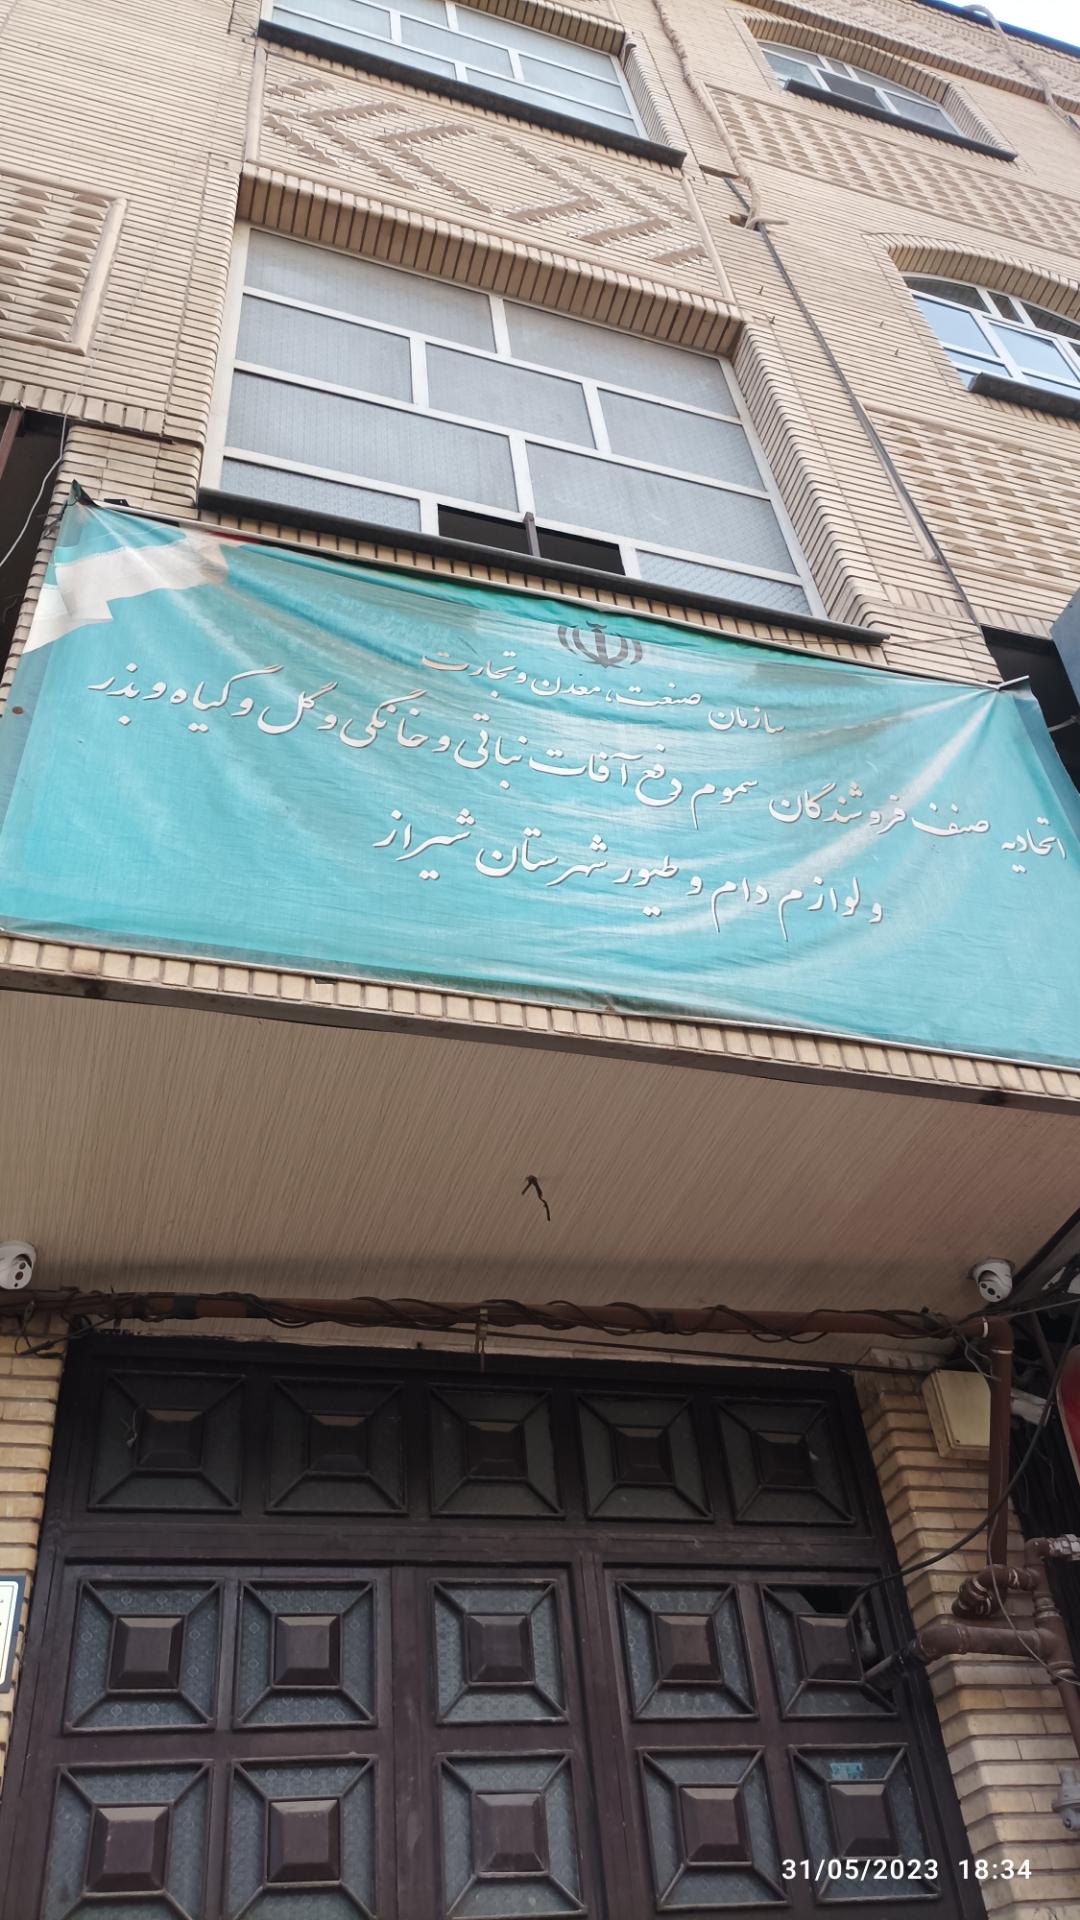 سازمان صنعت، معدن و تجارت
اتحادیه صنف فروشندگان سموم دفع آفات نباتی و خانگی و گل و گیاه و بذر
و لوازم دام و طیور شهرستان شیراز
31/05/2023 18:34